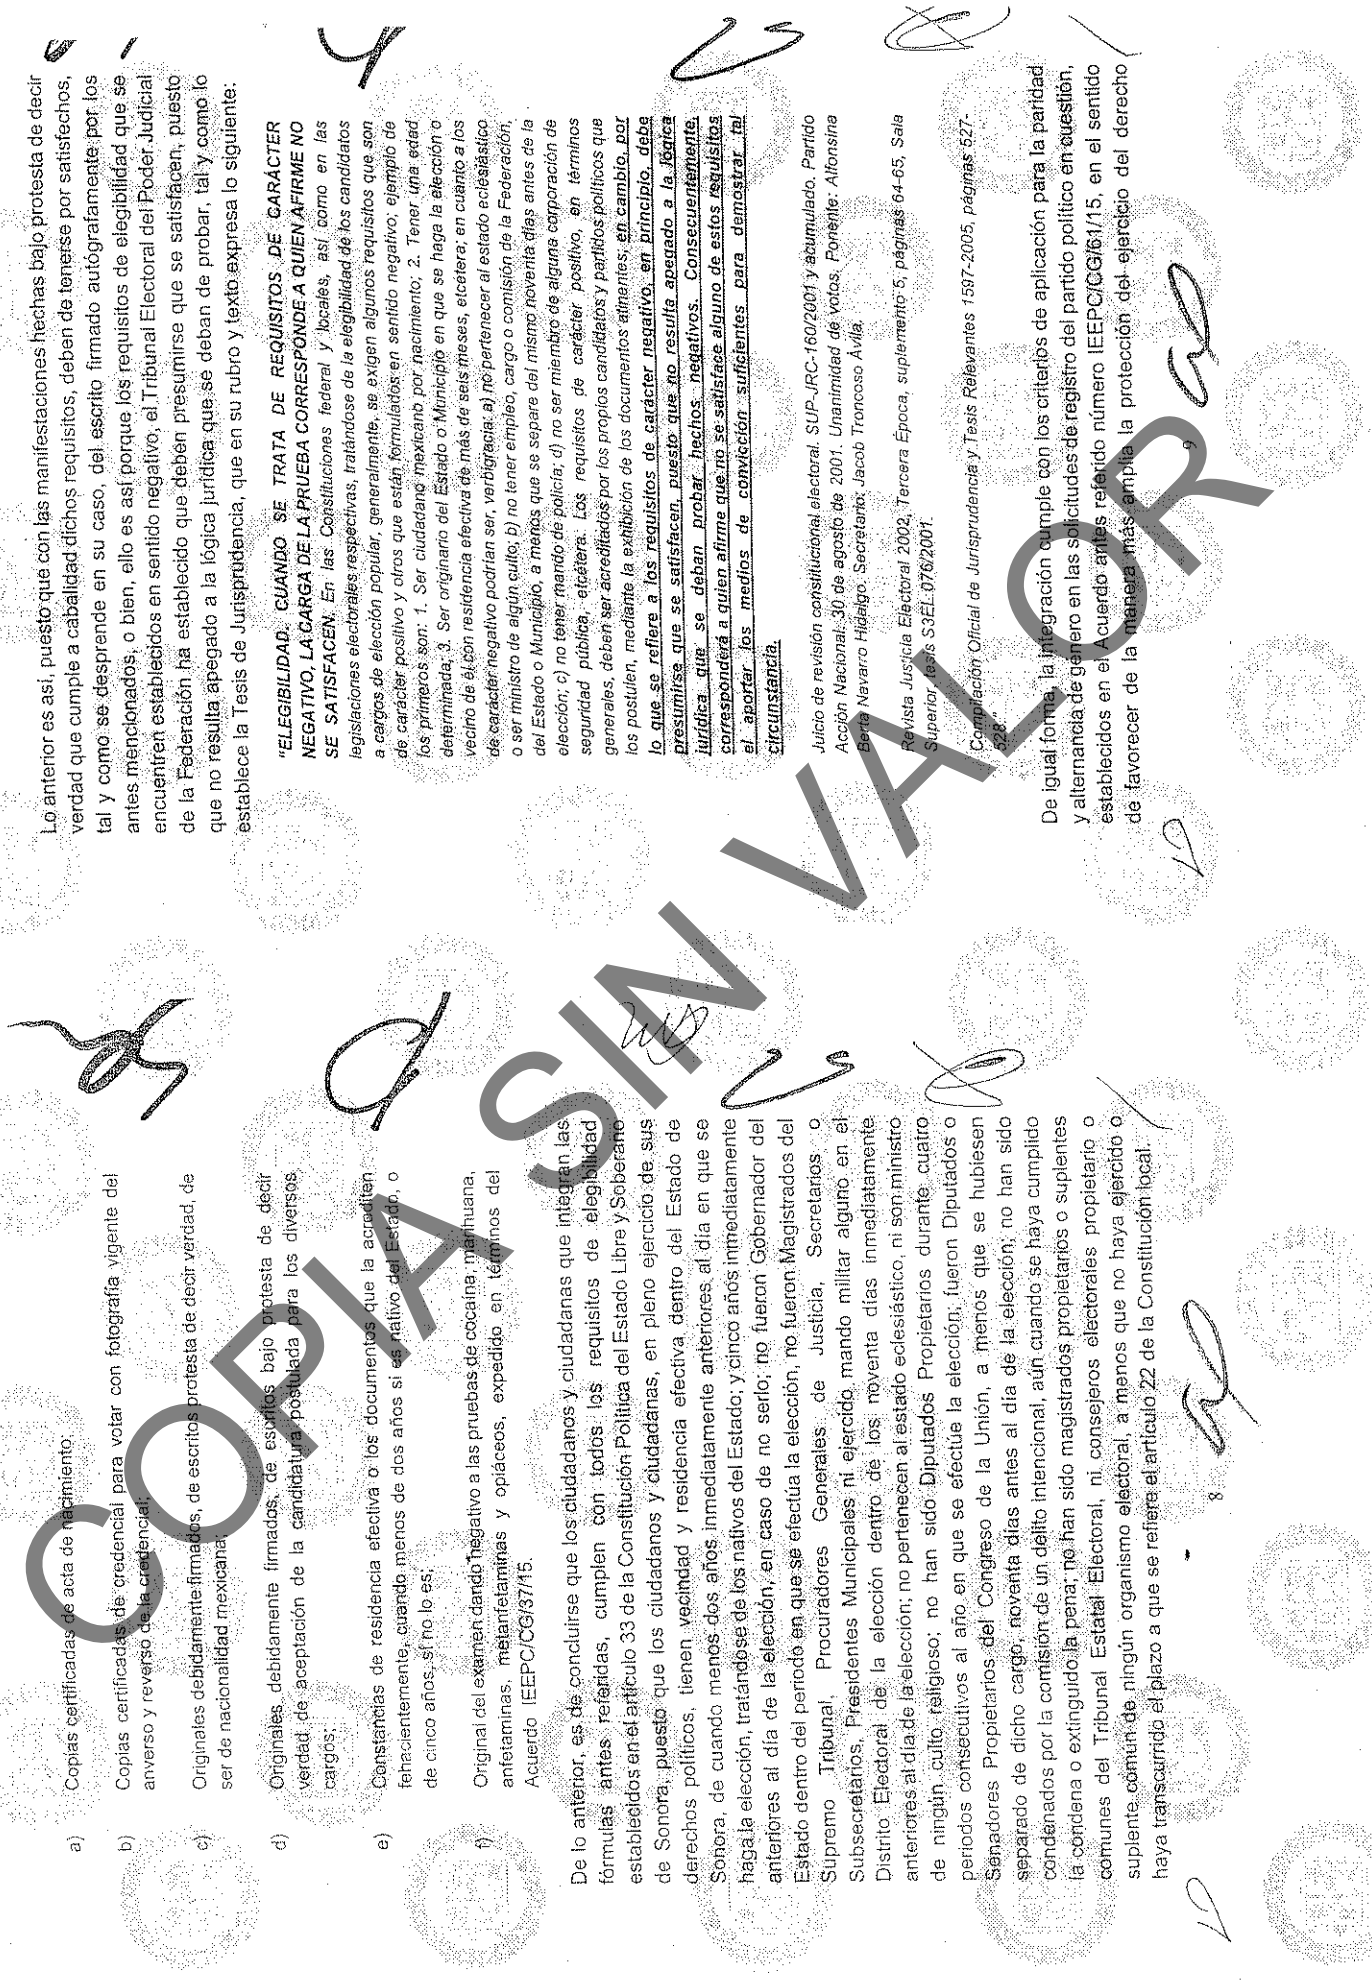 a) Copias certificadas de acta de nacimiento;
b) Copias certificadas de credencial para votar con fotografía vigente del
anverso y reverso de la credencial;
c) Originales debidamente firmados, de escritos protesta de decir verdad, de
ser de nacionalidad mexicana;
d) Originales, debidamente firmados, de escritos bajo protesta de decir
verdad de aceptación de la candidatura postulada para los diversos
cargos;
e) Constancias de residencia efectiva o los documentos que la acrediten
fehacientemente, cuando menos de dos años si es nativo del Estado, o
de cinco años, si no lo es;
f) Original del examen dando negativo a las pruebas de cocaína, marihuana,
anfetaminas, metanfetaminas y opiáceos, expedido en términos del
Acuerdo IEEPC/CG/37/15.
De lo anterior, es de concluirse que los ciudadanos y ciudadanas que integran las
fórmulas antes referidas, cumplen con todos los requisitos de elegibilidad
establecidos en el artículo 33 de la Constitución Política del Estado Libre y Soberano
de Sonora, puesto que los ciudadanos y ciudadanas, en pleno ejercicio de sus
derechos políticos, tienen vecindad y residencia efectiva dentro del Estado de
Sonora, de cuando menos dos años inmediatamente anteriores al día en que se
haga la elección, tratándose de los nativos del Estado; y cinco años inmediatamente
anteriores al día de la elección, en caso de no serlo; no fueron Gobernador del
Estado dentro del periodo en que se efectúa la elección, no fueron Magistrados del
Supremo Tribunal, Procuradores Generales de Justicia, Secretarios o
Subsecretarios, Presidentes Municipales ni ejercido mando militar alguno en el
Distrito Electoral de la elección dentro de los noventa días inmediatamente
anteriores al día de la elección; no pertenecen al estado eclesiástico, ni son ministro
de ningún culto religioso; no han sido Diputados Propietarios durante cuatro
periodos consecutivos al año en que se efectúe la elección; fueron Diputados o
Senadores Propietarios del Congreso de la Unión, a menos que se hubiesen
separado de dicho cargo, noventa días antes al día de la elección; no han sido
condenados por la comisión de un delito intencional, aún cuando se haya cumplido
la condena o extinguido la pena; no han sido magistrados propietarios o suplentes
comunes del Tribunal Estatal Electoral, ni consejeros electorales propietario o
suplente común de ningún organismo electoral, a menos que no haya ejercido o
haya transcurrido el plazo a que se refiere el artículo 22 de la Constitución local.
8
Lo anterior es así, puesto que con las manifestaciones hechas bajo protesta de decir
verdad que cumple a cabalidad dichos requisitos, deben de tenerse por satisfechos,
tal y como se desprende en su caso, del escrito firmado autógrafamente por los
antes mencionados, o bien, ello es así porque los requisitos de elegibilidad que se
encuentren establecidos en sentido negativo, el Tribunal Electoral del Poder Judicial
de la Federación ha establecido que deben presumirse que se satisfacen, puesto
que no resulta apegado a la lógica jurídica que se deban de probar, tal y como lo
establece la Tesis de Jurisprudencia, que en su rubro y texto expresa lo siguiente:
"ELEGIBILIDAD. CUANDO SE TRATA DE REQUISITOS DE CARÁCTER
NEGATIVO, LA CARGA DE LA PRUEBA CORRESPONDE A QUIEN AFIRME NO
SE SATISFACEN. En las Constituciones federal y locales, así como en las
legislaciones electorales respectivas, tratándose de la elegibilidad de los candidatos
a cargos de elección popular, generalmente, se exigen algunos requisitos que son
de carácter positivo y otros que están formulados en sentido negativo; ejemplo de
los primeros son: 1. Ser ciudadano mexicano por nacimiento; 2. Tener una edad
determinada; 3. Ser originario del Estado o Municipio en que se haga la elección o
vecino de él con residencia efectiva de más de seis meses, etcétera; en cuanto a los
de carácter negativo podrían ser, verbigracia: a) no pertenecer al estado eclesiástico
o ser ministro de algún culto; b) no tener empleo, cargo o comisión de la Federación,
del Estado o Municipio, a menos que se separe del mismo noventa días antes de la
elección; c) no tener mando de policía; d) no ser miembro de alguna corporación de
seguridad pública, etcétera. Los requisitos de carácter positivo, en términos
generales, deben ser acreditados por los propios candidatos y partidos políticos que
los postulen, mediante la exhibición de los documentos atinentes; en cambio, por
lo que se refiere a los requisitos de carácter negativo, en principio, debe
presumirse que se satisfacen, puesto que no resulta apegado a la lógica
jurídica que se deban probar hechos negativos. Consecuentemente,
corresponderá a quien afirme que no se satisface alguno de estos requisitos
el aportar los medios de convicción suficientes para demostrar tal
circunstancia.
Juicio de revisión constitucional electoral. SUP-JRC-160/2001 y acumulado. Partido
Acción Nacional. 30 de agosto de 2001. Unanimidad de votos. Ponente: Alfonsina
Berta Navarro Hidalgo. Secretario: Jacob Troncoso Ávila.
Revista Justicia Electoral 2002, Tercera Época, suplemento 5, páginas 64-65, Sala
Superior, tesis S3EL 076/2001.
Compilación Oficial de Jurisprudencia y Tesis Relevantes 1597-2005, páginas 527-
528."
De igual forma, la integración cumple con los criterios de aplicación para la paridad
y alternancia de género en las solicitudes de registro del partido político en cuestión,
establecidos en el Acuerdo antes referido número IEEPC/CG/61/15, en el sentido
de favorecer de la manera más amplia la protección del ejercicio del derecho
9
COPIA SIN VALOR